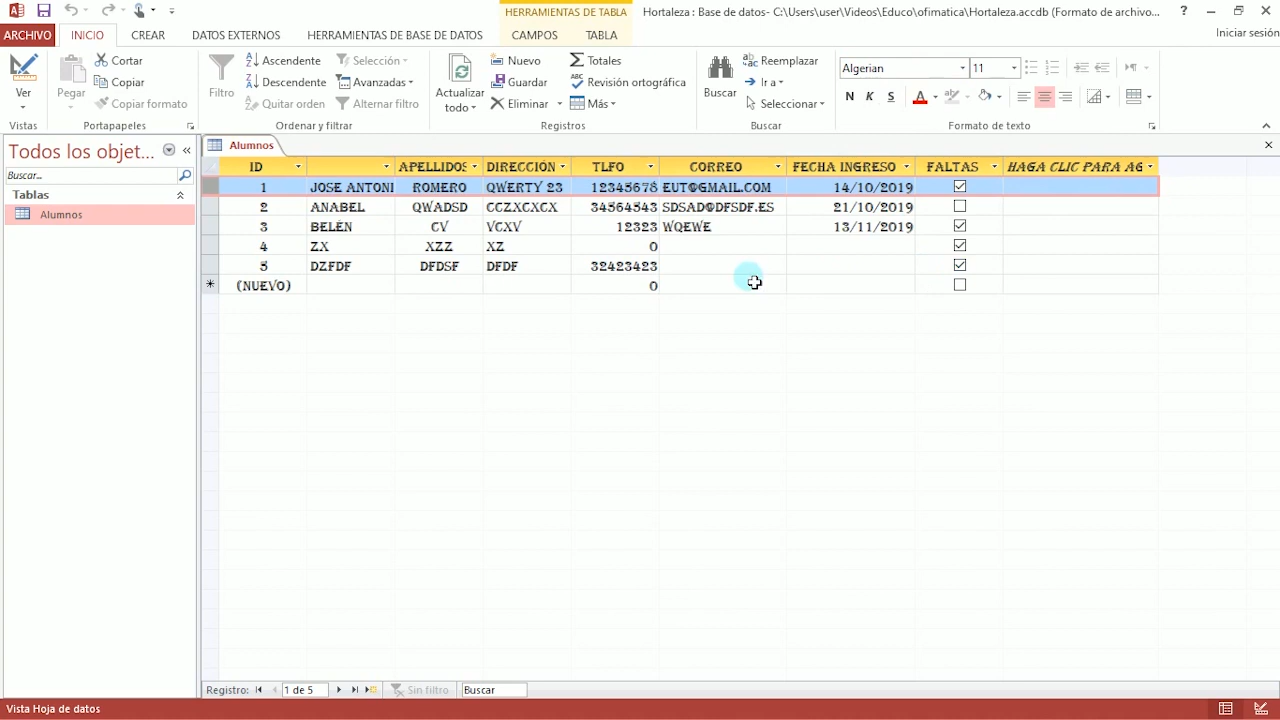 HERRAMIENTAS DE TABLA
Hortaleza : Base de datos- C:\Users\user\Videos\Educo\ofimatica\Hortaleza.accdb (Formato de archivo...
ARCHIVO INICIO CREAR DATOS EXTERNOS HERRAMIENTAS DE BASE DE DATOS CAMPOS TABLA
Iniciar sesión
Ver
Vistas
Pegar
Cortar
Copiar
Copiar formato
Portapapeles
Filtro
Ascendente
Descendente
Quitar orden
Selección
Avanzadas
Alternar filtro
Ordenar y filtrar
Actualizar
todo
Nuevo
Guardar
Eliminar
Totales
Revisión ortográfica
Más
Registros
Buscar
Reemplazar
Ir a
Seleccionar
Buscar
Algerian 11
N K S
Formato de texto
Todos los objet...
Buscar...
Tablas
Alumnos
Alumnos
ID APELLIDOS DIRECCIÓN TLFO CORREO FECHA INGRESO FALTAS HAGA CLIC PARA AG
1 JOSE ANTONI ROMERO QWERTY 23 12345678 EUT@GMAIL.COM 14/10/2019
2 ANABEL QWADSD CCZXCXCX 34564543 SDSAD@DFSDF.ES 21/10/2019
3 BELÉN CV VCXV 12323 WQEWE 13/11/2019
4 ZX XZZ XZ 0
5 DZFDF DFDSF DFDF 32423423
* (NUEVO) 0
Registro: 1 de 5 Sin filtro Buscar
Vista Hoja de datos